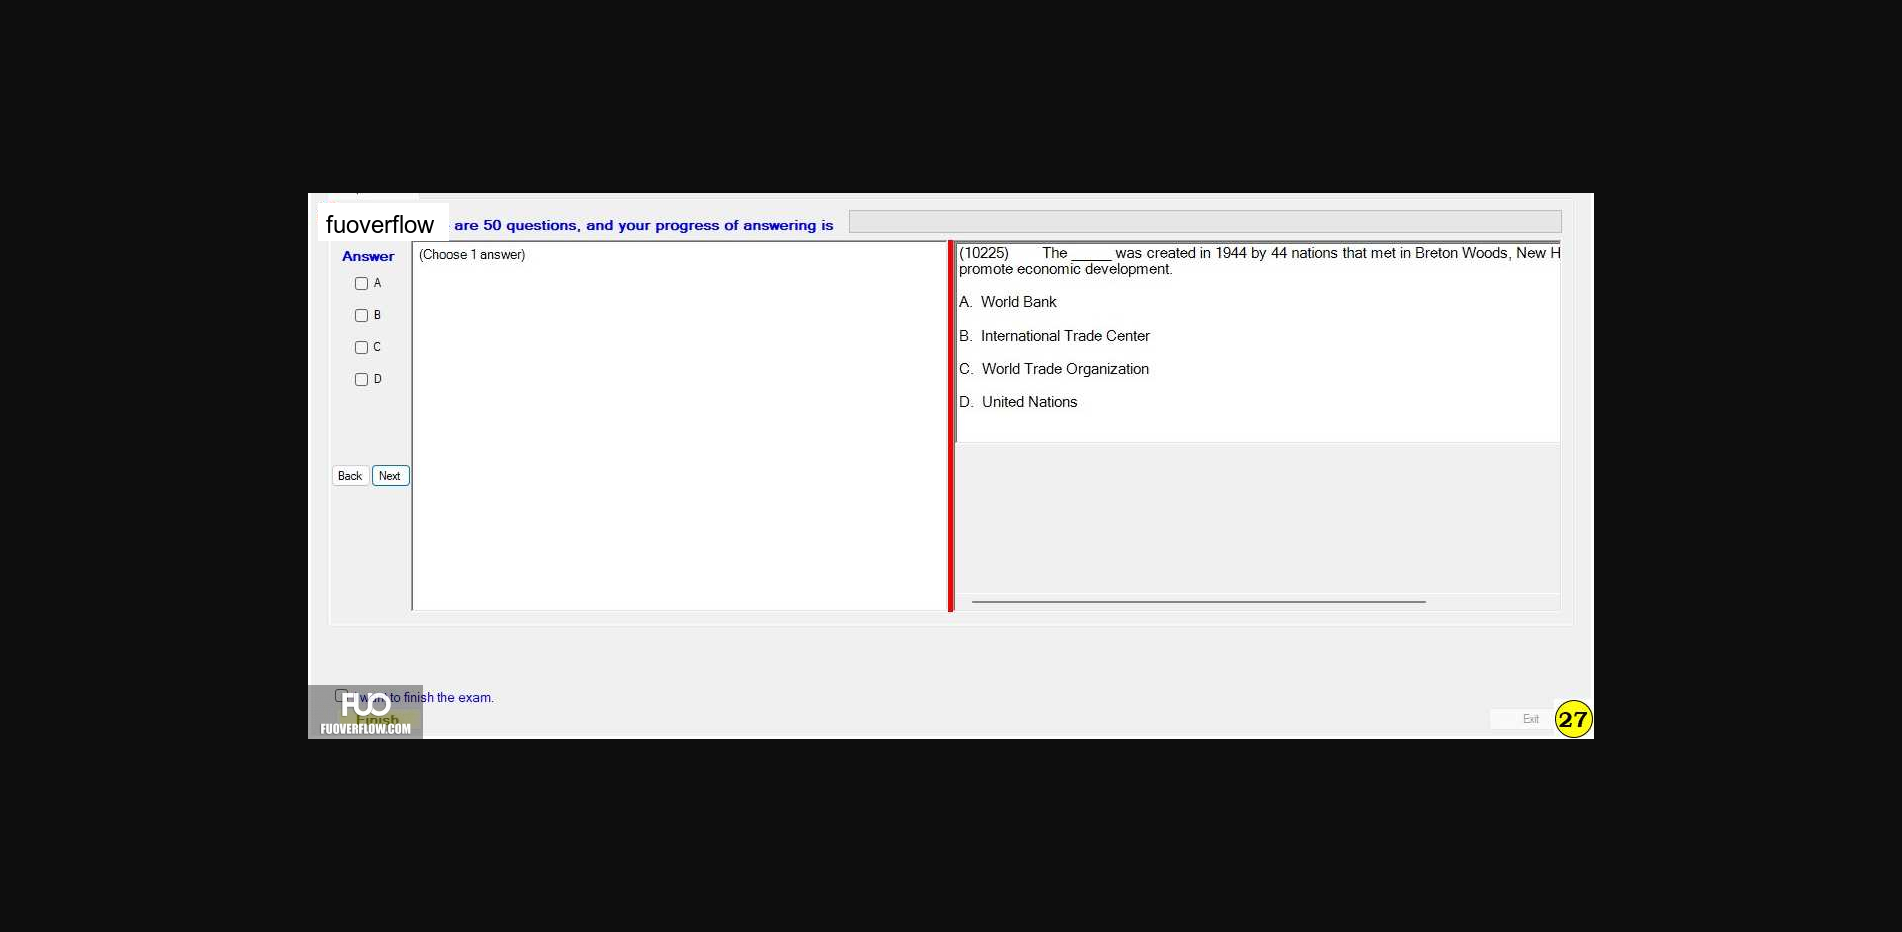 fuoverflow are 50 questions, and your progress of answering is
Answer
(Choose 1 answer)
A
B
C
D
Back Next
(10225) The _____ was created in 1944 by 44 nations that met in Breton Woods, New H
promote economic development.
A. World Bank
B. International Trade Center
C. World Trade Organization
D. United Nations
want to finish the exam.
Finish
FUO
FUOVERFLOW.COM
Exit
27